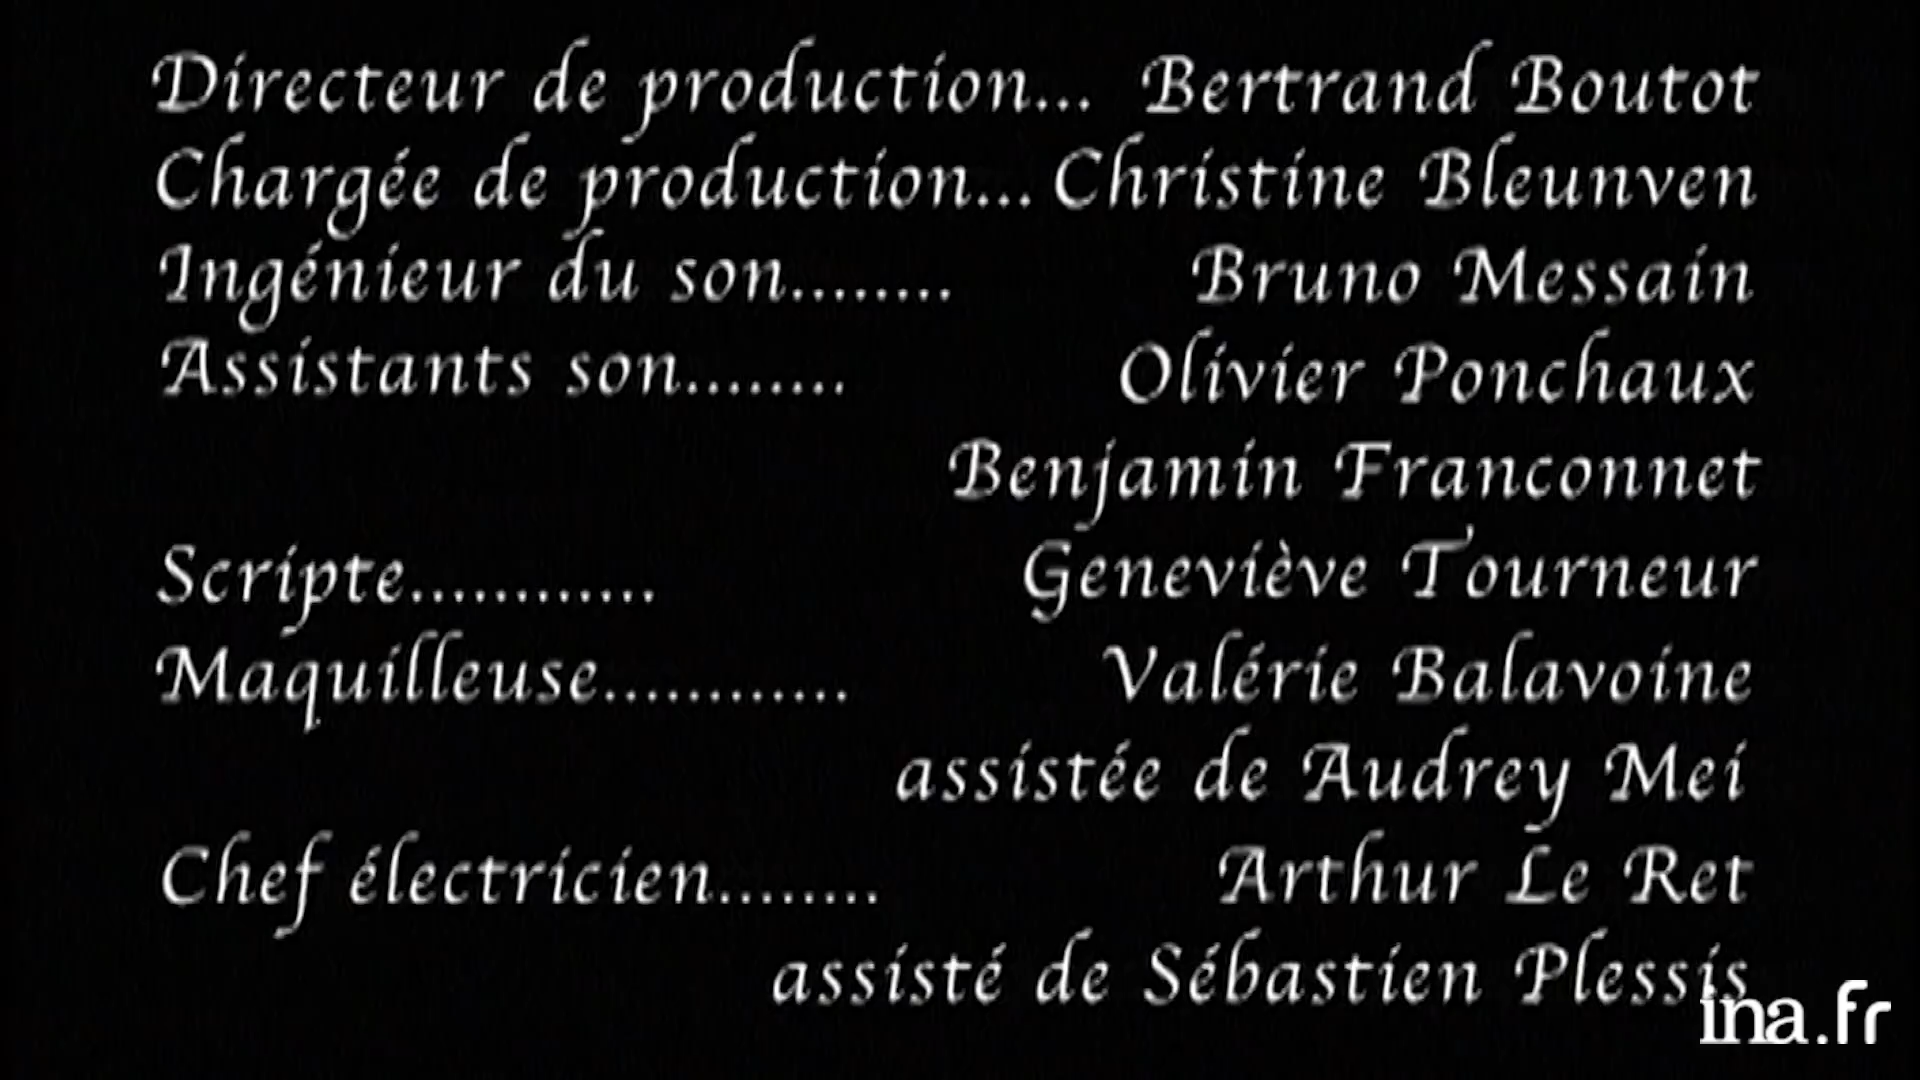 Directeur de production... Bertrand Boutot
Chargée de production... Christine Bleunven
Ingénieur du son........ Bruno Messain
Assistants son........ Olivier Ponchaux
Benjamin Franconnet
Scripte............ Geneviève Tourneur
Maquilleuse............ Valérie Balavoine
assistée de Audrey Mei
Chef électricien........ Arthur Le Ret
assisté de Sébastien Plessis
ina.fr